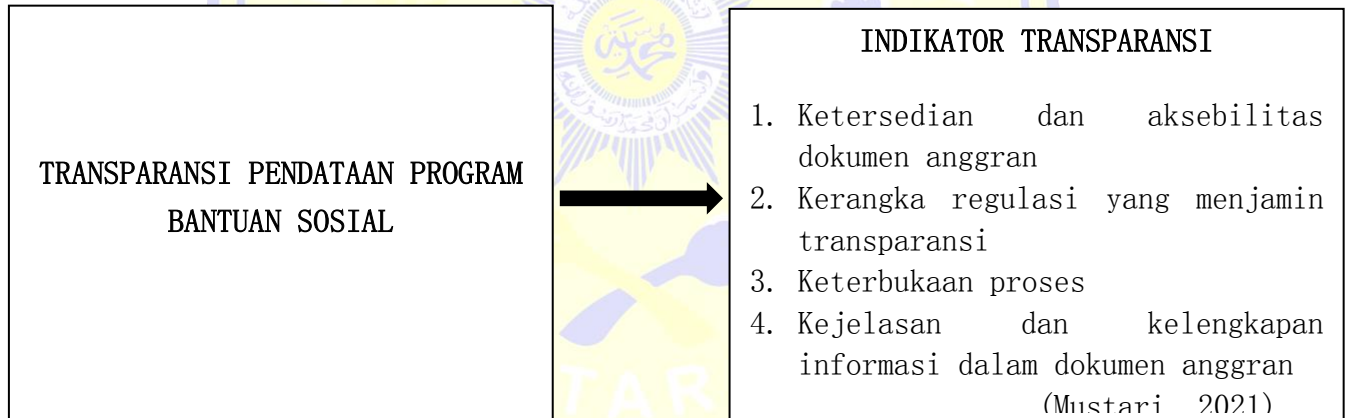 TRANSPARANSI PENDATAAN PROGRAM
BANTUAN SOSIAL
INDIKATOR TRANSPARANSI
1. Ketersedian dan aksebilitas
dokumen anggran
2. Kerangka regulasi yang menjamin
transparansi
3. Keterbukaan proses
4. Kejelasan dan kelengkapan
informasi dalam dokumen anggran
(Mustari 2021)
TAR